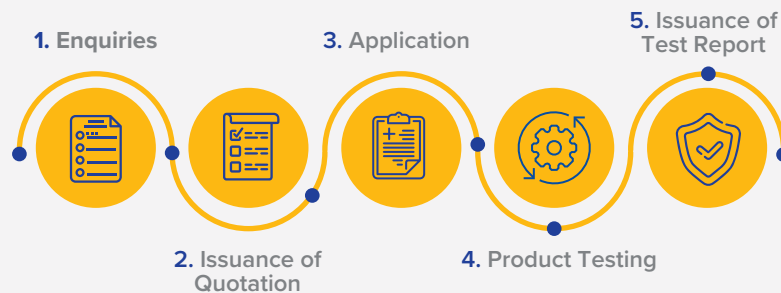 1. Enquiries
2. Issuance of
Quotation
3. Application
4. Product Testing
5. Issuance of
Test Report